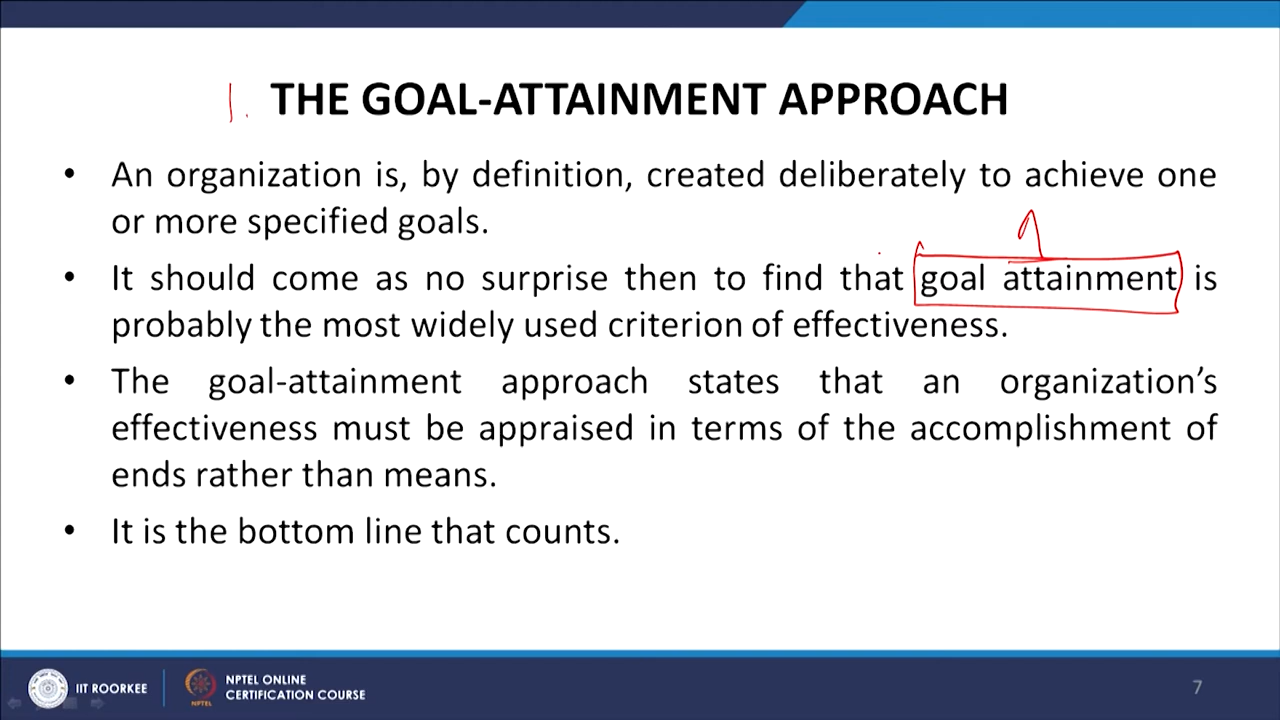 1. THE GOAL-ATTAINMENT APPROACH
• An organization is, by definition, created deliberately to achieve one
or more specified goals.
• It should come as no surprise then to find that goal attainment is
probably the most widely used criterion of effectiveness.
• The goal-attainment approach states that an organization’s
effectiveness must be appraised in terms of the accomplishment of
ends rather than means.
• It is the bottom line that counts.
IIT ROORKEE
NPTEL
NPTEL ONLINE
CERTIFICATION COURSE
7